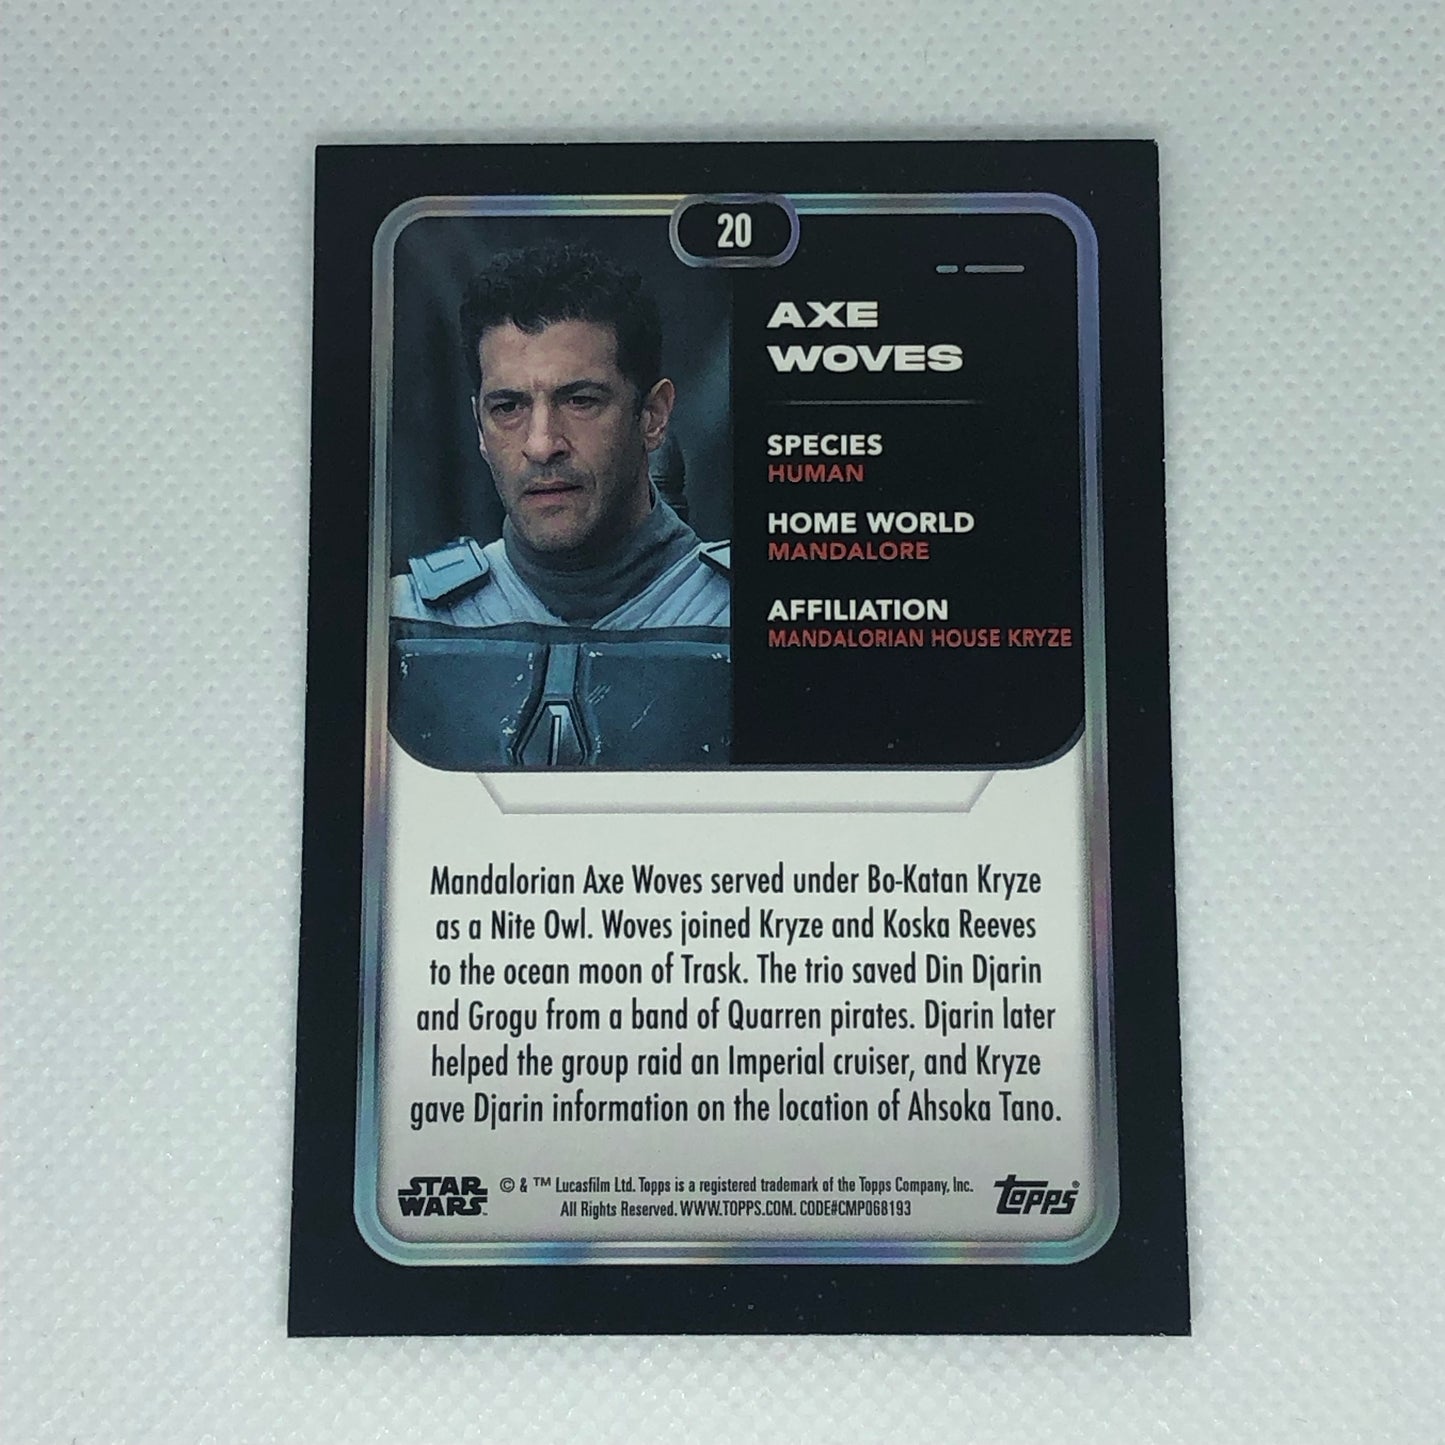 20
AXE
WOVES
SPECIES
HUMAN
HOME WORLD
MANDALORE
AFFILIATION
MANDALORIAN HOUSE KRYZE
Mandalorian Axe Woves served under Bo-Katan Kryze
as a Nite Owl. Woves joined Kryze and Koska Reeves
to the ocean moon of Trask. The trio saved Din Djarin
and Grogu from a band of Quarren pirates. Djarin later
helped the group raid an Imperial cruiser, and Kryze
gave Djarin information on the location of Ahsoka Tano.
STAR
WARS
© & ™ Lucasfilm Ltd. Topps is a registered trademark of the Topps Company, Inc.
All Rights Reserved. WWW.TOPPS.COM. CODE#CMP068193
Topps®